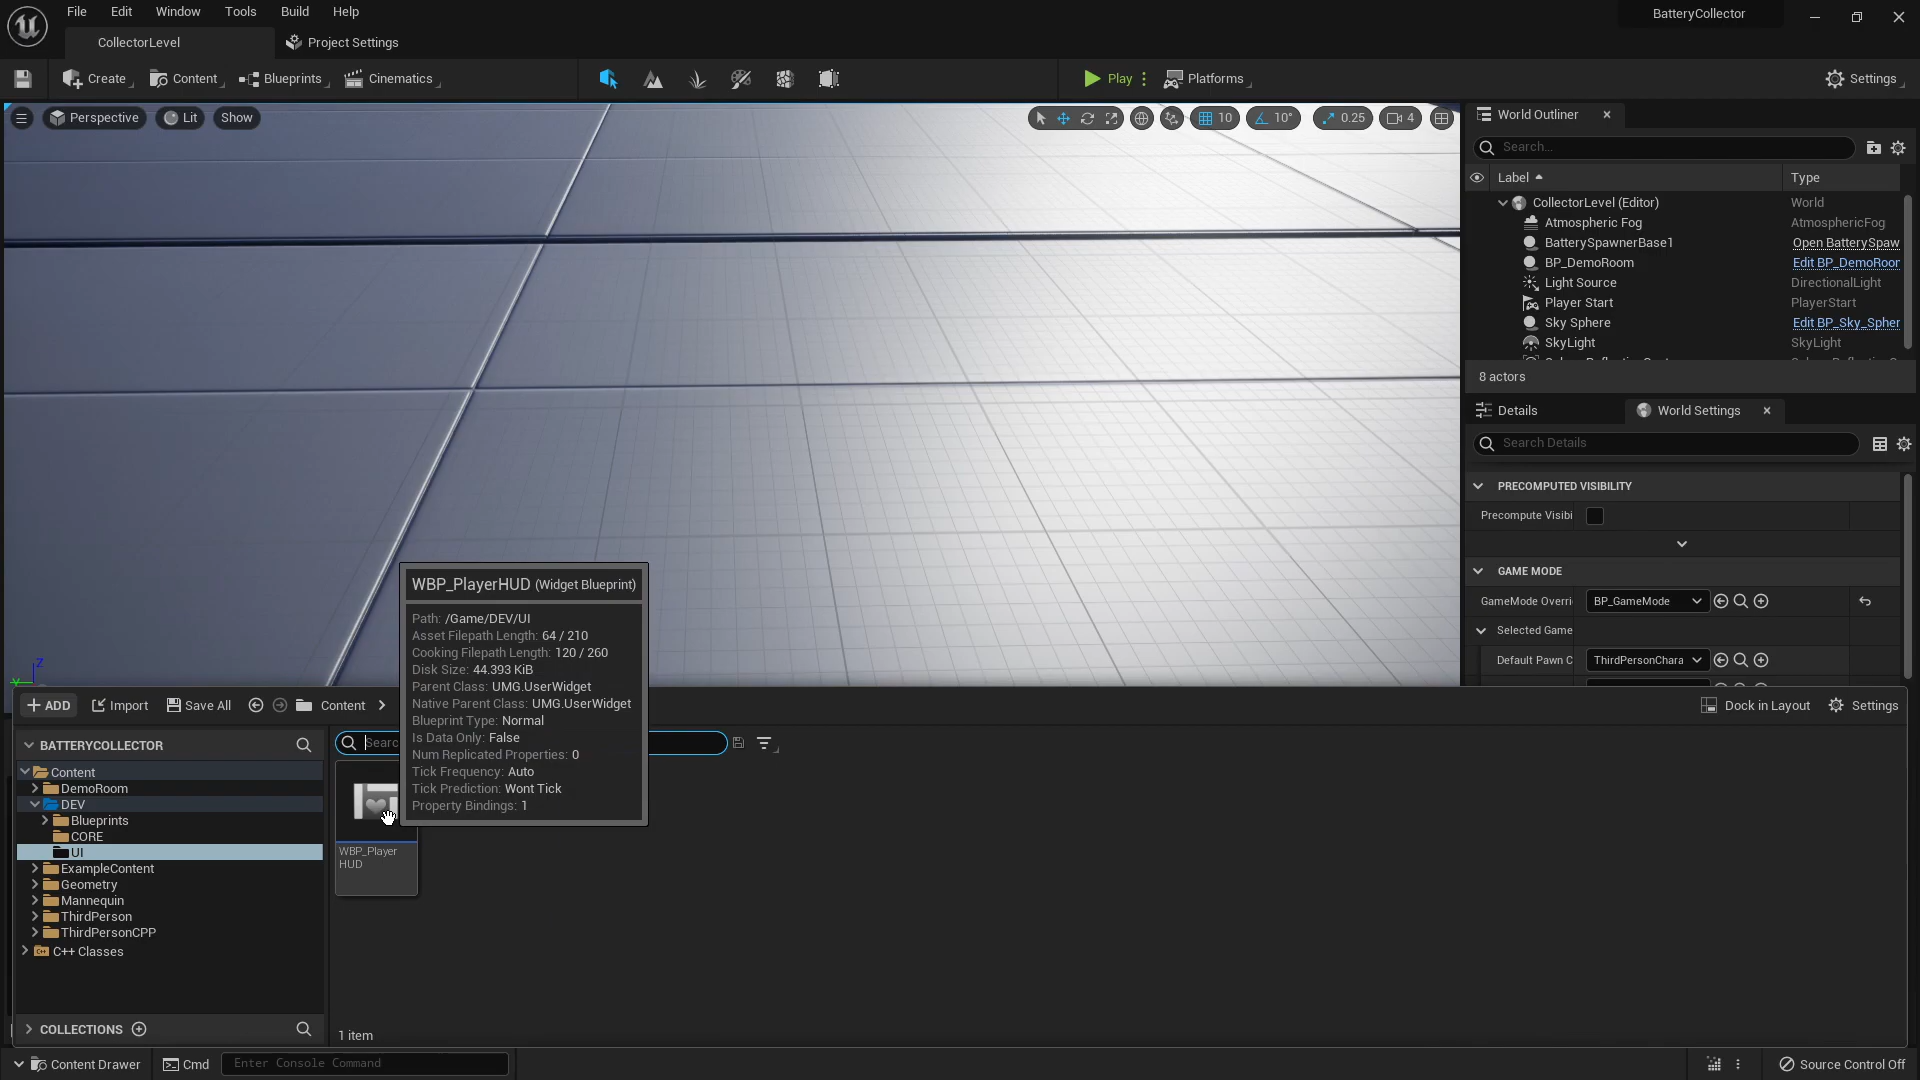 File Edit Window Tools Build Help
BatteryCollector
CollectorLevel
Project Settings
Create
Content
Blueprints
Cinematics
Play
Platforms
Settings
Perspective
Lit
Show
10
10°
0.25
4
World Outliner
Search...
Label
Type
CollectorLevel (Editor) World
Atmospheric Fog AtmosphericFog
BatterySpawnerBase1 Open BatterySpaw
BP_DemoRoom Edit BP_DemoRoor
Light Source DirectionalLight
Player Start PlayerStart
Sky Sphere Edit BP_Sky_Spher
SkyLight SkyLight
8 actors
Details
World Settings
Search Details
PRECOMPUTED VISIBILITY
Precompute Visibi
GAME MODE
GameMode Overri BP_GameMode
Selected Game
Default Pawn C ThirdPersonChara
WBP_PlayerHUD (Widget Blueprint)
Path: /Game/DEV/UI
Asset Filepath Length: 64 / 210
Cooking Filepath Length: 120 / 260
Disk Size: 44.393 KiB
Parent Class: UMG.UserWidget
Native Parent Class: UMG.UserWidget
Blueprint Type: Normal
Is Data Only: False
Num Replicated Properties: 0
Tick Frequency: Auto
Tick Prediction: Wont Tick
Property Bindings: 1
ADD
Import
Save All
Content
Dock in Layout
Settings
BATTERYCOLLECTOR
Content
DemoRoom
DEV
Blueprints
CORE
UI
ExampleContent
Geometry
Mannequin
ThirdPerson
ThirdPersonCPP
C++ Classes
COLLECTIONS
Searc
WBP_Player
HUD
1 item
Content Drawer
Cmd
Enter Console Command
Source Control Off